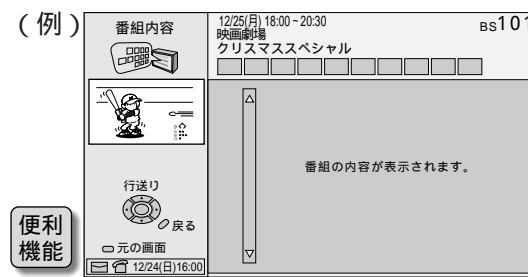 (例)
番組内容
12/25(月) 18:00~20:30
映画劇場
クリスマススペシャル
BS101
番組の内容が表示されます。
行送り
戻る
元の画面
12/24(日)16:00
便利
機能